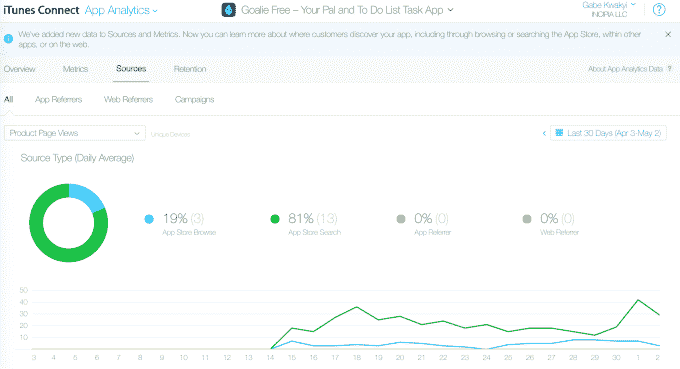 iTunes Connect App Analytics
Goalie Free – Your Pal and To Do List Task App
Gabe Kwakyi
INCIPIA LLC
?
We've added new data to Sources and Metrics. Now you can learn more about where customers discover your app, including through browsing or searching the App Store, within other
apps, or on the web.
Overview Metrics Sources Retention
About App Analytics Data ?
All App Referrers Web Referrers Campaigns
Product Page Views
Unique Devices
Last 30 Days (Apr 3-May 2)
Source Type (Daily Average)
19% (3) 81% (13) 0% (0) 0% (0)
App Store Browse App Store Search App Referrer Web Referrer
50
40
30
20
10
3 4 5 6 7 8 9 10 11 12 13 14 15 16 17 18 19 20 21 22 23 24 25 26 27 28 29 30 1 2